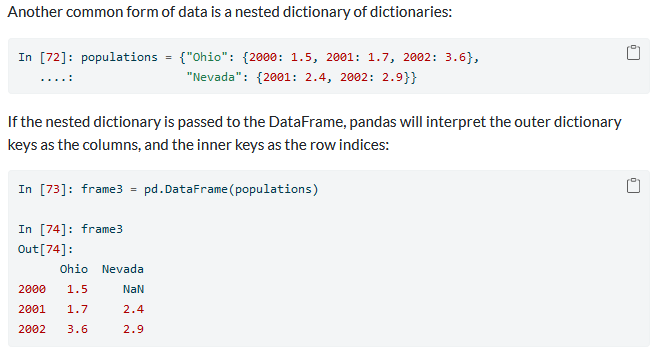 Another common form of data is a nested dictionary of dictionaries:
In [72]: populations = {"Ohio": {2000: 1.5, 2001: 1.7, 2002: 3.6},
   ....:                "Nevada": {2001: 2.4, 2002: 2.9}}
If the nested dictionary is passed to the DataFrame, pandas will interpret the outer dictionary
keys as the columns, and the inner keys as the row indices:
In [73]: frame3 = pd.DataFrame(populations)
In [74]: frame3
Out[74]:
      Ohio  Nevada
2000   1.5     NaN
2001   1.7     2.4
2002   3.6     2.9